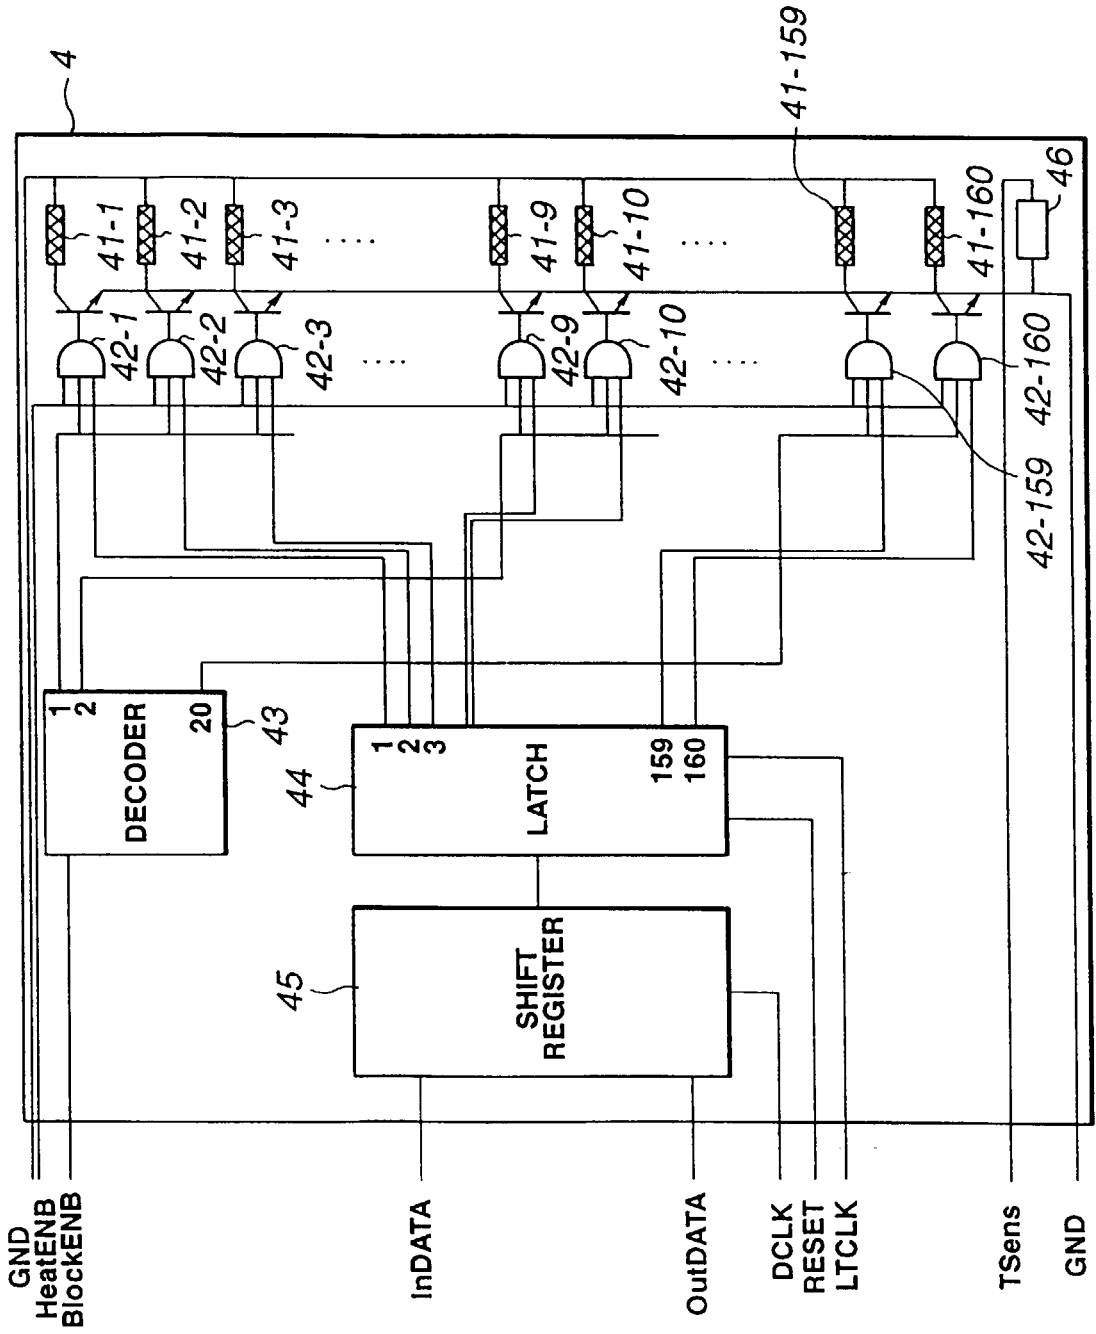 4
41-1
41-2
41-3
41-9
41-10
41-159
41-160
46
42-1
42-2
42-3
42-9
42-10
42-160
42-159
1
2
20
DECODER
43
1
2
3
159
160
LATCH
44
SHIFT
REGISTER
45
GND
HeatENB
BlockENB
InDATA
OutDATA
DCLK
RESET
LTCLK
TSens
GND